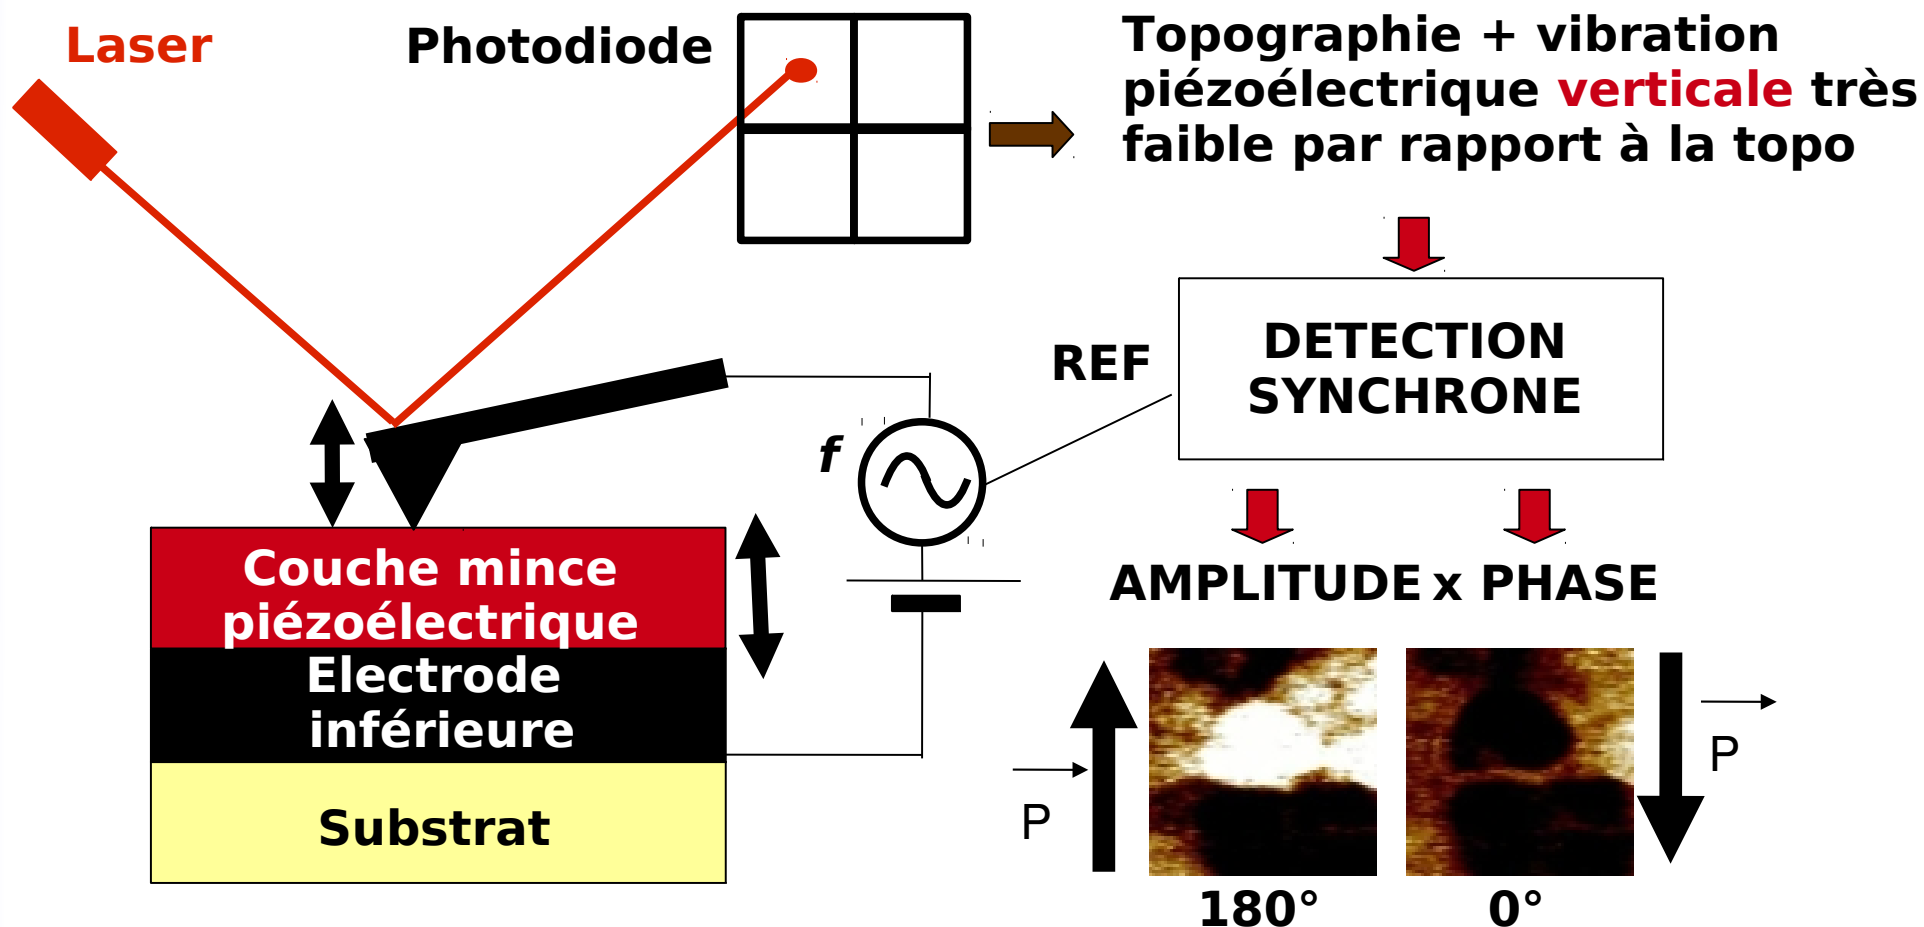 Laser
Photodiode
Topographie + vibration
piézoélectrique verticale très
faible par rapport à la topo
REF
DETECTION
SYNCHRONE
f
Couche mince
piézoélectrique
Electrode
inférieure
Substrat
AMPLITUDE x PHASE
P
P
180°
0°